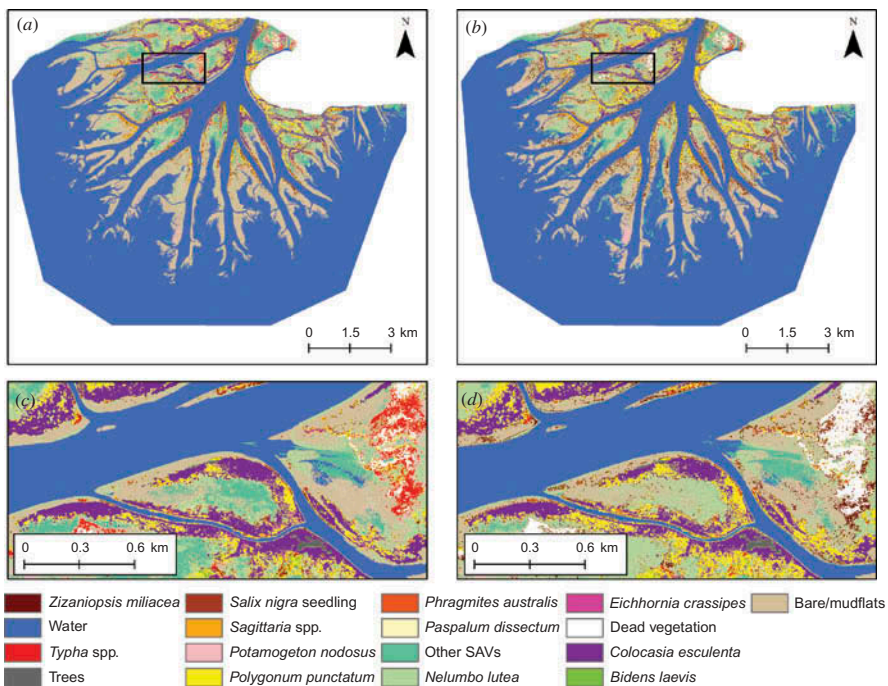 (a)
N
(b)
N
0 1.5 3 km
0 1.5 3 km
(c)
(d)
0 0.3 0.6 km
0 0.3 0.6 km
Zizaniopsis miliacea
Salix nigra seedling
Phragmites australis
Eichhornia crassipes
Bare/mudflats
Water
Sagittaria spp.
Paspalum dissectum
Dead vegetation
Typha spp.
Potamogeton nodosus
Other SAVs
Colocasia esculenta
Trees
Polygonum punctatum
Nelumbo lutea
Bidens laevis